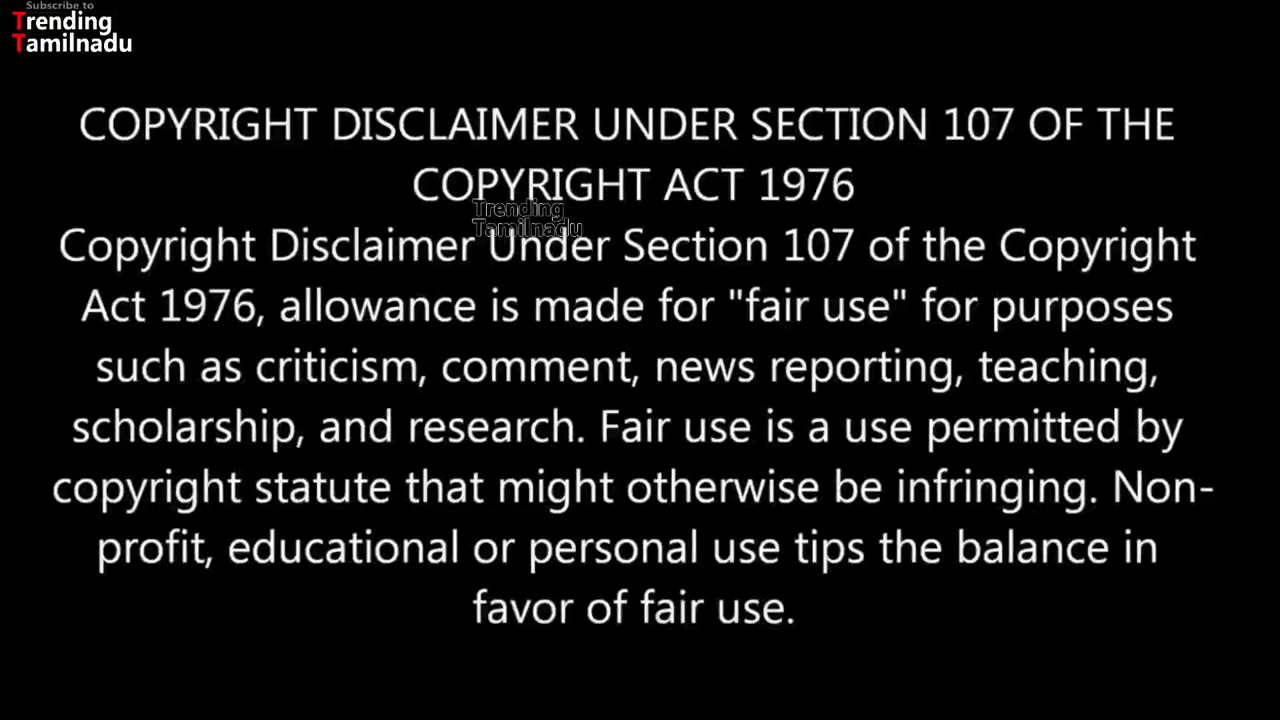 Subscribe to
Trending
Tamilnadu
COPYRIGHT DISCLAIMER UNDER SECTION 107 OF THE
COPYRIGHT ACT 1976
Trending
Tamilnadu
Copyright Disclaimer Under Section 107 of the Copyright
Act 1976, allowance is made for "fair use" for purposes
such as criticism, comment, news reporting, teaching,
scholarship, and research. Fair use is a use permitted by
copyright statute that might otherwise be infringing. Non-
profit, educational or personal use tips the balance in
favor of fair use.